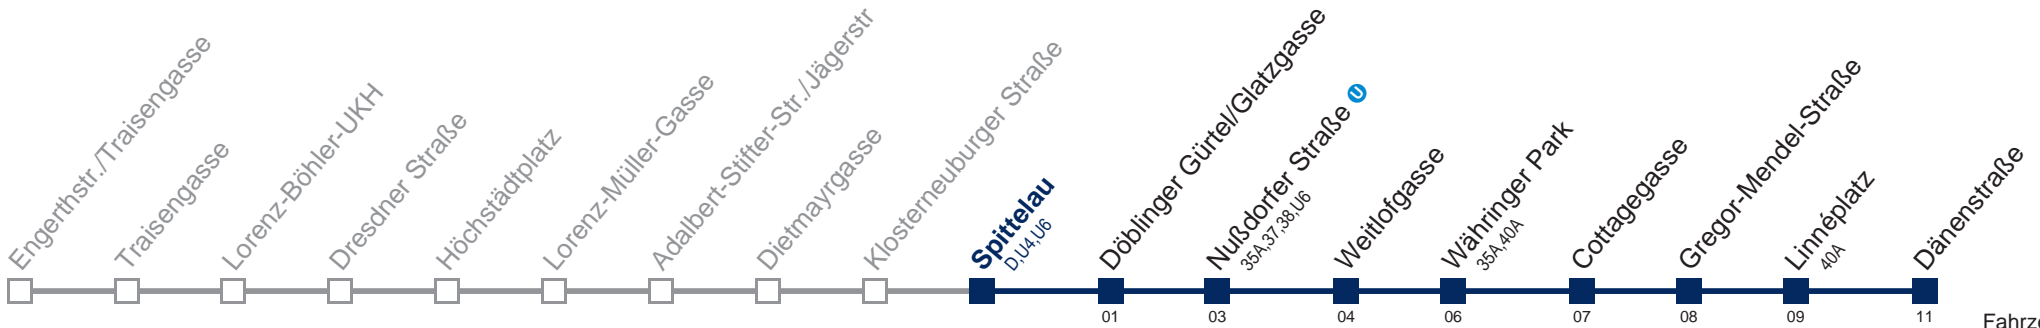 Engerthstr./Traisengasse
Traisengasse
Lorenz-Böhler-UKH
Dresdner Straße
Höchstädtplatz
Lorenz-Müller-Gasse
Adalbert-Stifter-Str./Jägerstr
Dietmayrgasse
Klosterneuburger Straße
Spittelau
D,U4,U6
Döblinger Gürtel/Glatzgasse
Nußdorfer Straße U
35A,37,38,U6
Weitlofgasse
Währinger Park
35A,40A
Cottagegasse
Gregor-Mendel-Straße
Linnéplatz
40A
Dänenstraße
01 03 04 06 07 08 09 11